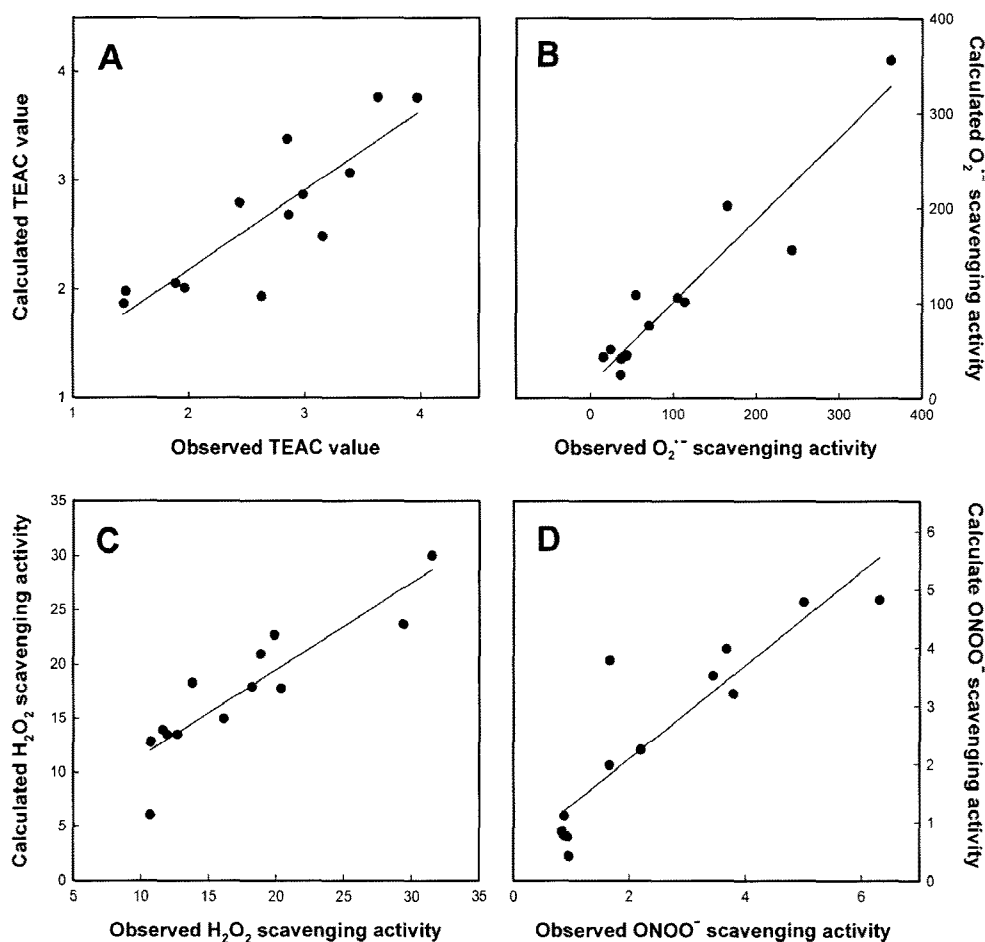 A
Calculated TEAC value
4
3
2
1
1 2 3 4
Observed TEAC value
B
400
300
200
100
0
Calculated O₂˙⁻ scavenging activity
0 100 200 300 400
Observed O₂˙⁻ scavenging activity
C
Calculated H₂O₂ scavenging activity
35
30
25
20
15
10
5
0
5 10 15 20 25 30 35
Observed H₂O₂ scavenging activity
D
6
5
4
3
2
1
0
Calculate ONOO⁻ scavenging activity
0 2 4 6
Observed ONOO⁻ scavenging activity